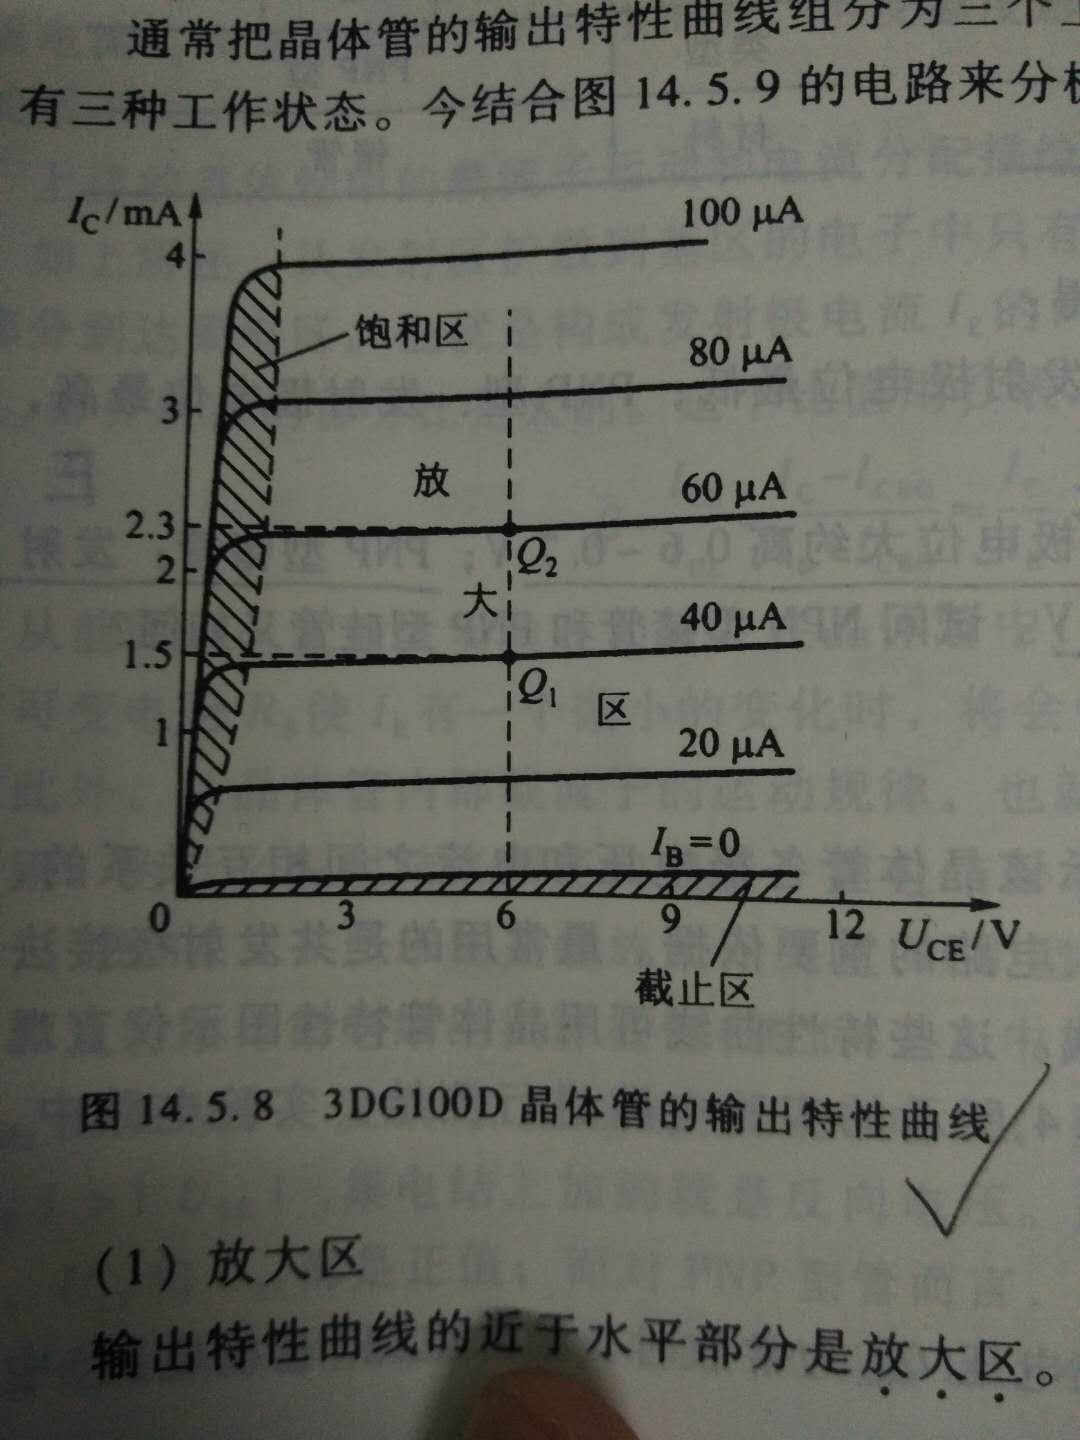 通常把晶体管的输出特性曲线组分为三个
有三种工作状态。今结合图 14.5.9 的电路来分析
I_C/mA
100 μA
4
饱和区
80 μA
3
放
60 μA
2.3
Q₂
2
大
40 μA
1.5
Q₁
区
1
20 μA
I_B=0
0
3
6
9
12
U_CE/V
截止区
图 14.5.8 3DG100D 晶体管的输出特性曲线
(1) 放大区
输出特性曲线的近于水平部分是放大区。